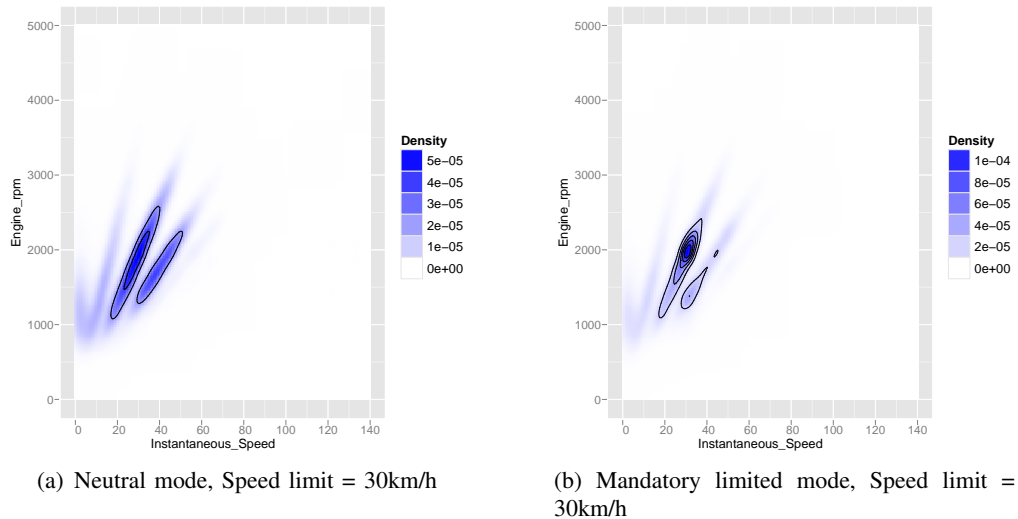 5000
4000
3000
2000
1000
0
Engine_rpm
0 20 40 60 80 100 120 140
Instantaneous_Speed
Density
5e−05
4e−05
3e−05
2e−05
1e−05
0e+00
(a) Neutral mode, Speed limit = 30km/h
5000
4000
3000
2000
1000
0
Engine_rpm
0 20 40 60 80 100 120 140
Instantaneous_Speed
Density
1e−04
8e−05
6e−05
4e−05
2e−05
0e+00
(b) Mandatory limited mode, Speed limit =
30km/h